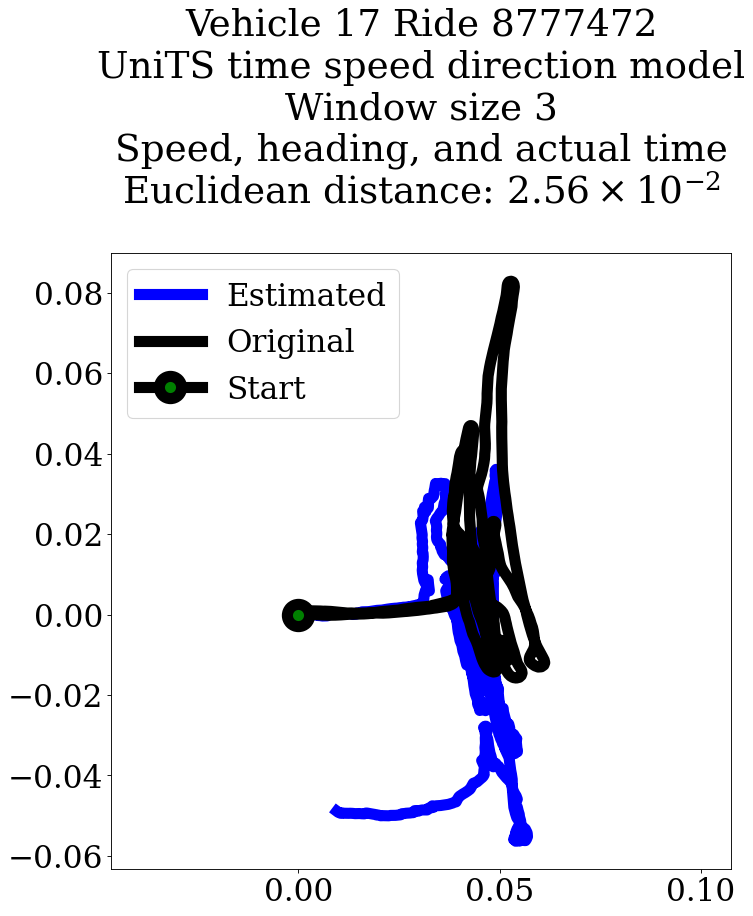 Vehicle 17 Ride 8777472
UniTS time speed direction model
Window size 3
Speed, heading, and actual time
Euclidean distance: 2.56 × 10⁻²
Estimated
Original
Start
0.08
0.06
0.04
0.02
0.00
−0.02
−0.04
−0.06
0.00 0.05 0.10